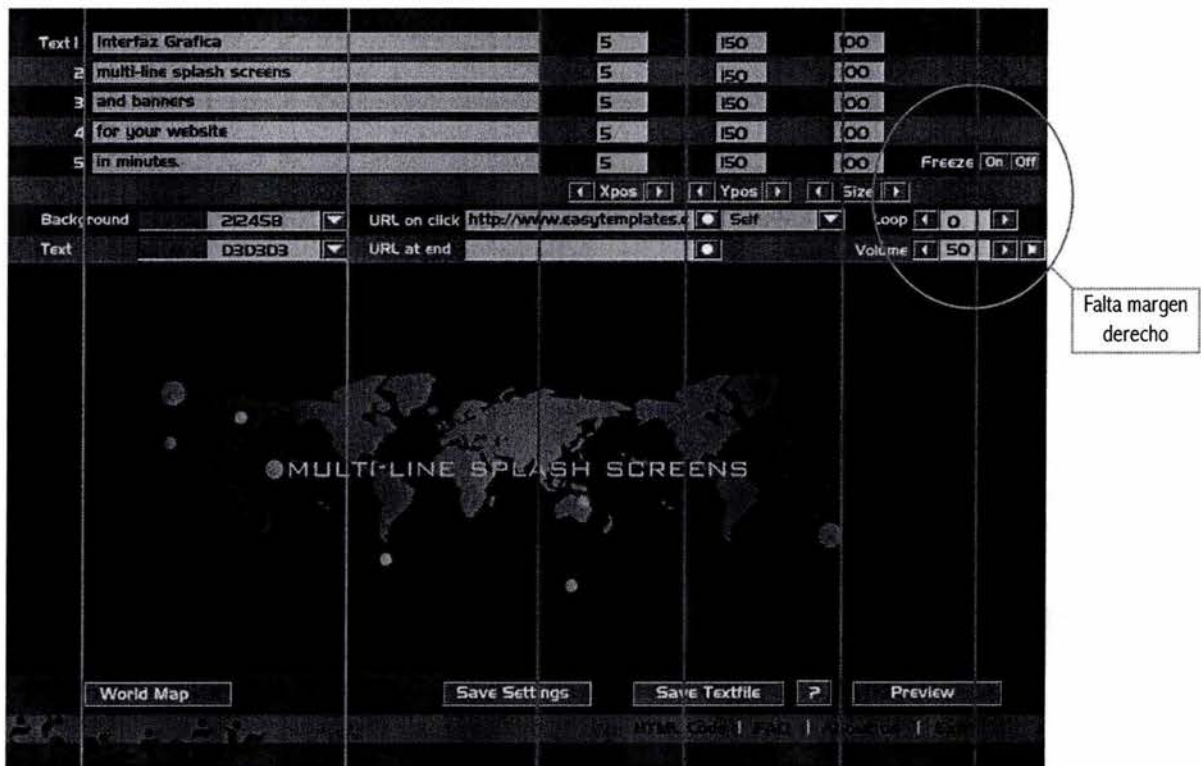 Text 1 Interfaz Grafica 5 150 100
2 multi-line splash screens 5 150 100
3 and banners 5 150 100
4 for your website 5 150 100
5 in minutes. 5 150 100 Freeze On Off
Xpos Ypos Size
Background 212458 URL on click http://www.easytemplates.c Self Loop 0
Text 030303 URL at end Volume 50
Falta margen
derecho
MULTI-LINE SPLASH SCREENS
World Map Save Settings Save Textfile ? Preview
HTML Code | FAQ |